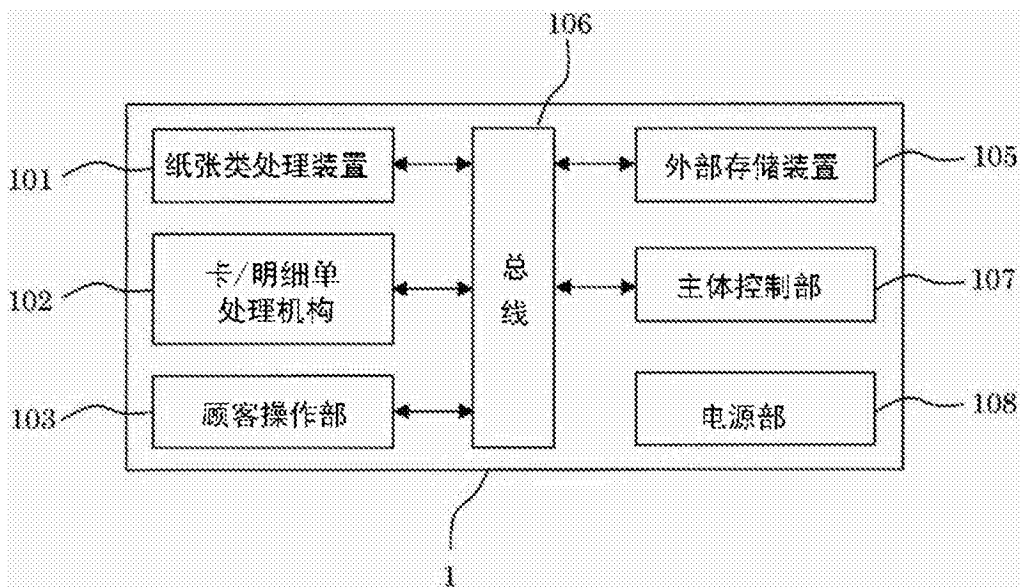 106
101
纸张类处理装置
外部存储装置
105
102
卡/明细单
处理机构
总
线
主体控制部
107
103
顾客操作部
电源部
108
1